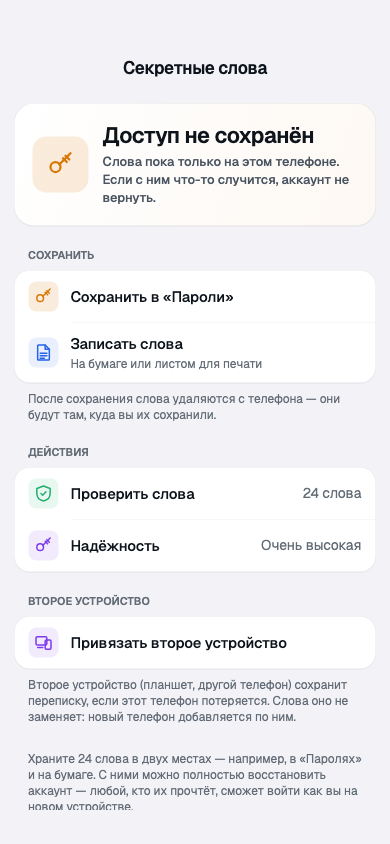 Секретные слова
Доступ не сохранён
Слова пока только на этом телефоне.
Если с ним что-то случится, аккаунт не
вернуть.
СОХРАНИТЬ
Сохранить в «Пароли»
Записать слова
На бумаге или листом для печати
После сохранения слова удаляются с телефона — они
будут там, куда вы их сохранили.
ДЕЙСТВИЯ
Проверить слова 24 слова
Надёжность Очень высокая
ВТОРОЕ УСТРОЙСТВО
Привязать второе устройство
Второе устройство (планшет, другой телефон) сохранит
переписку, если этот телефон потеряется. Слова оно не
заменяет: новый телефон добавляется по ним.
Храните 24 слова в двух местах — например, в «Паролях»
и на бумаге. С ними можно полностью восстановить
аккаунт — любой, кто их прочтёт, сможет войти как вы на
новом устройстве.